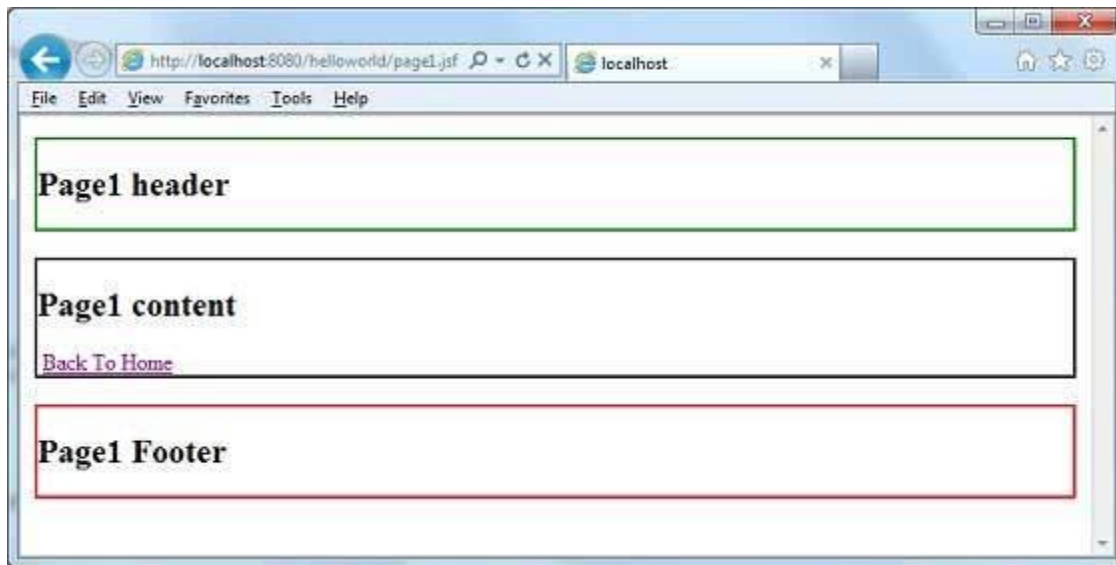 http://localhost:8080/helloworld/page1.jsf
localhost
File Edit View Favorites Tools Help
Page1 header
Page1 content
Back To Home
Page1 Footer